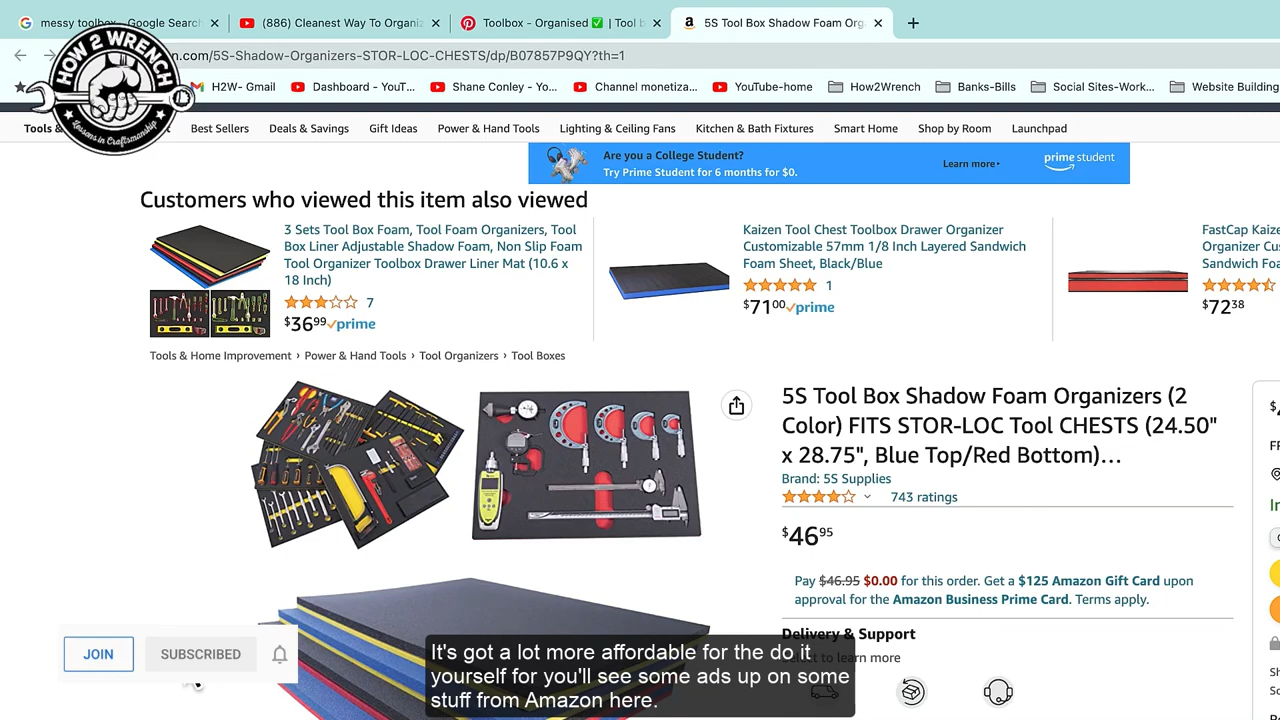 messy toolbox - Google Search
(886) Cleanest Way To Organiz
Toolbox - Organised ✅ | Tool b
5S Tool Box Shadow Foam Org
n.com/5S-Shadow-Organizers-STOR-LOC-CHESTS/dp/B07857P9QY?th=1
HOW 2 WRENCH
Lessons in Craftsmanship
H2W- Gmail
Dashboard - YouT...
Shane Conley - Yo...
Channel monetiza...
YouTube-home
How2Wrench
Banks-Bills
Social Sites-Work...
Website Building
Tools &
Best Sellers
Deals & Savings
Gift Ideas
Power & Hand Tools
Lighting & Ceiling Fans
Kitchen & Bath Fixtures
Smart Home
Shop by Room
Launchpad
Are you a College Student?
Try Prime Student for 6 months for $0.
Learn more
prime student
Customers who viewed this item also viewed
3 Sets Tool Box Foam, Tool Foam Organizers, Tool
Box Liner Adjustable Shadow Foam, Non Slip Foam
Tool Organizer Toolbox Drawer Liner Mat (10.6 x
18 Inch)
7
$36.99 prime
Kaizen Tool Chest Toolbox Drawer Organizer
Customizable 57mm 1/8 Inch Layered Sandwich
Foam Sheet, Black/Blue
1
$71.00 prime
FastCap Kaize
Organizer Cu
Sandwich Foa
$72.38
Tools & Home Improvement › Power & Hand Tools › Tool Organizers › Tool Boxes
5S Tool Box Shadow Foam Organizers (2
Color) FITS STOR-LOC Tool CHESTS (24.50"
x 28.75", Blue Top/Red Bottom)…
Brand: 5S Supplies
743 ratings
$46.95
Pay $46.95 $0.00 for this order. Get a $125 Amazon Gift Card upon
approval for the Amazon Business Prime Card. Terms apply.
Delivery & Support
to learn more
JOIN
SUBSCRIBED
It's got a lot more affordable for the do it
yourself for you'll see some ads up on some
stuff from Amazon here.